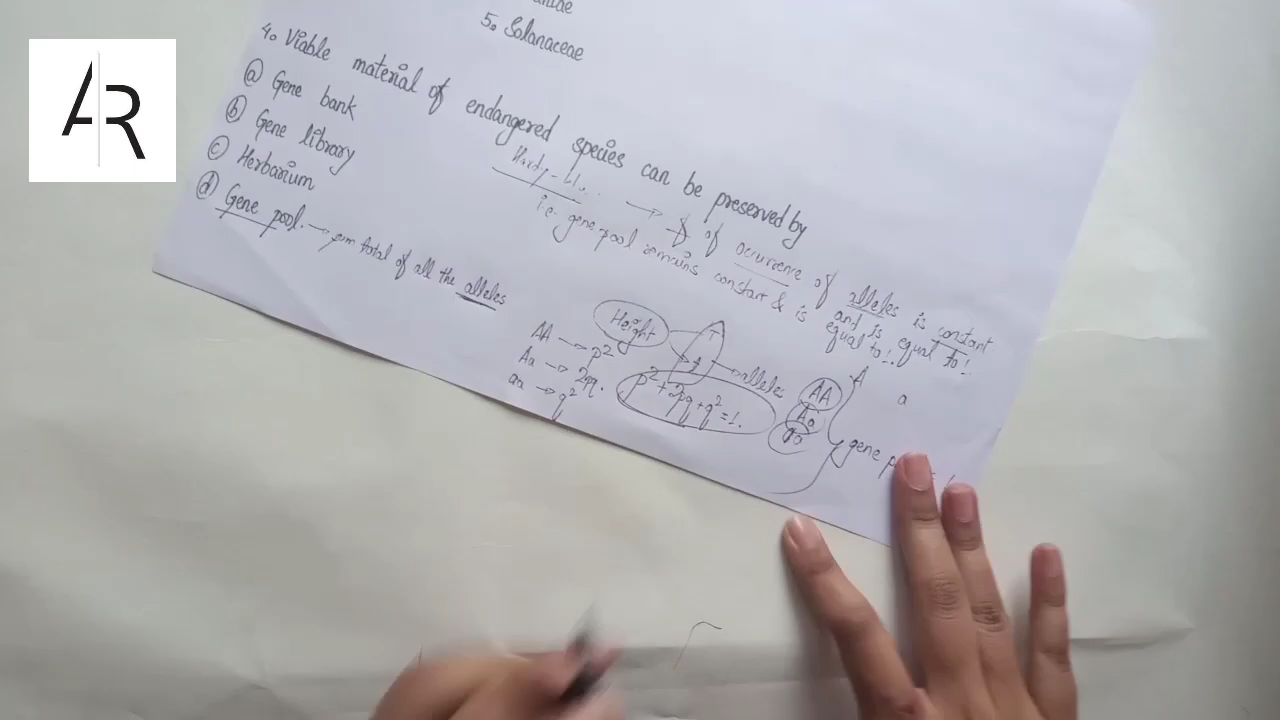 AR
5. Solanaceae
4. Viable material of endangered species can be preserved by
(a) Gene bank
(b) Gene library
(c) Herbarium
(d) Gene pool. → sum total of all the alleles
Hardy - → of occurrence of alleles is constant and is equal to 1.
i.e. gene pool remains constant & is equal to 1.
Height
T
t
→ alleles
AA → p²
Aa → 2pq.
aa → q²
p² + 2pq + q² = 1.
AA
Aa
aa
A
a
gene